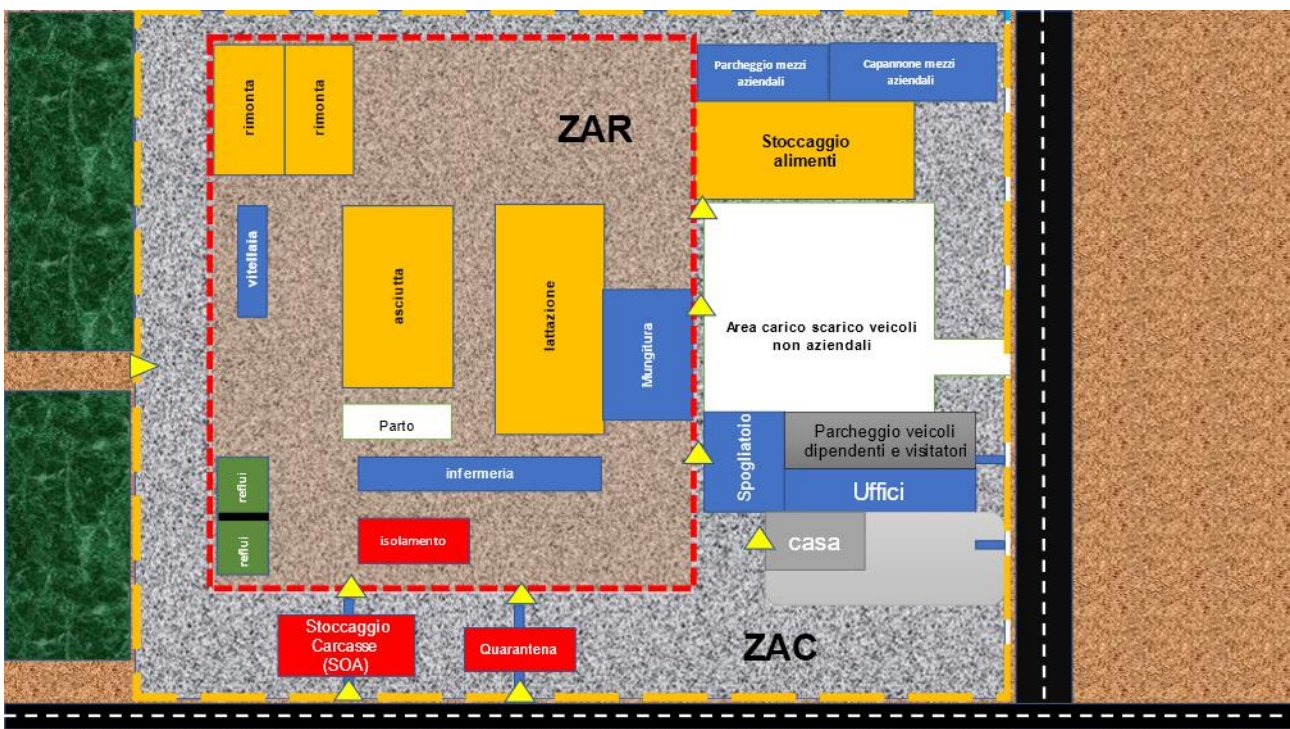 rimonta
rimonta
ZAR
Parcheggio mezzi
aziendali
Capannone mezzi
aziendali
Stoccaggio
alimenti
vitellaia
asciutta
lattazione
Mungitura
Area carico scarico veicoli
non aziendali
Parto
infermeria
Spogliatoio
Parcheggio veicoli
dipendenti e visitatori
Uffici
reflui
reflui
isolamento
casa
Stoccaggio
Carcasse
(SOA)
Quarantena
ZAC